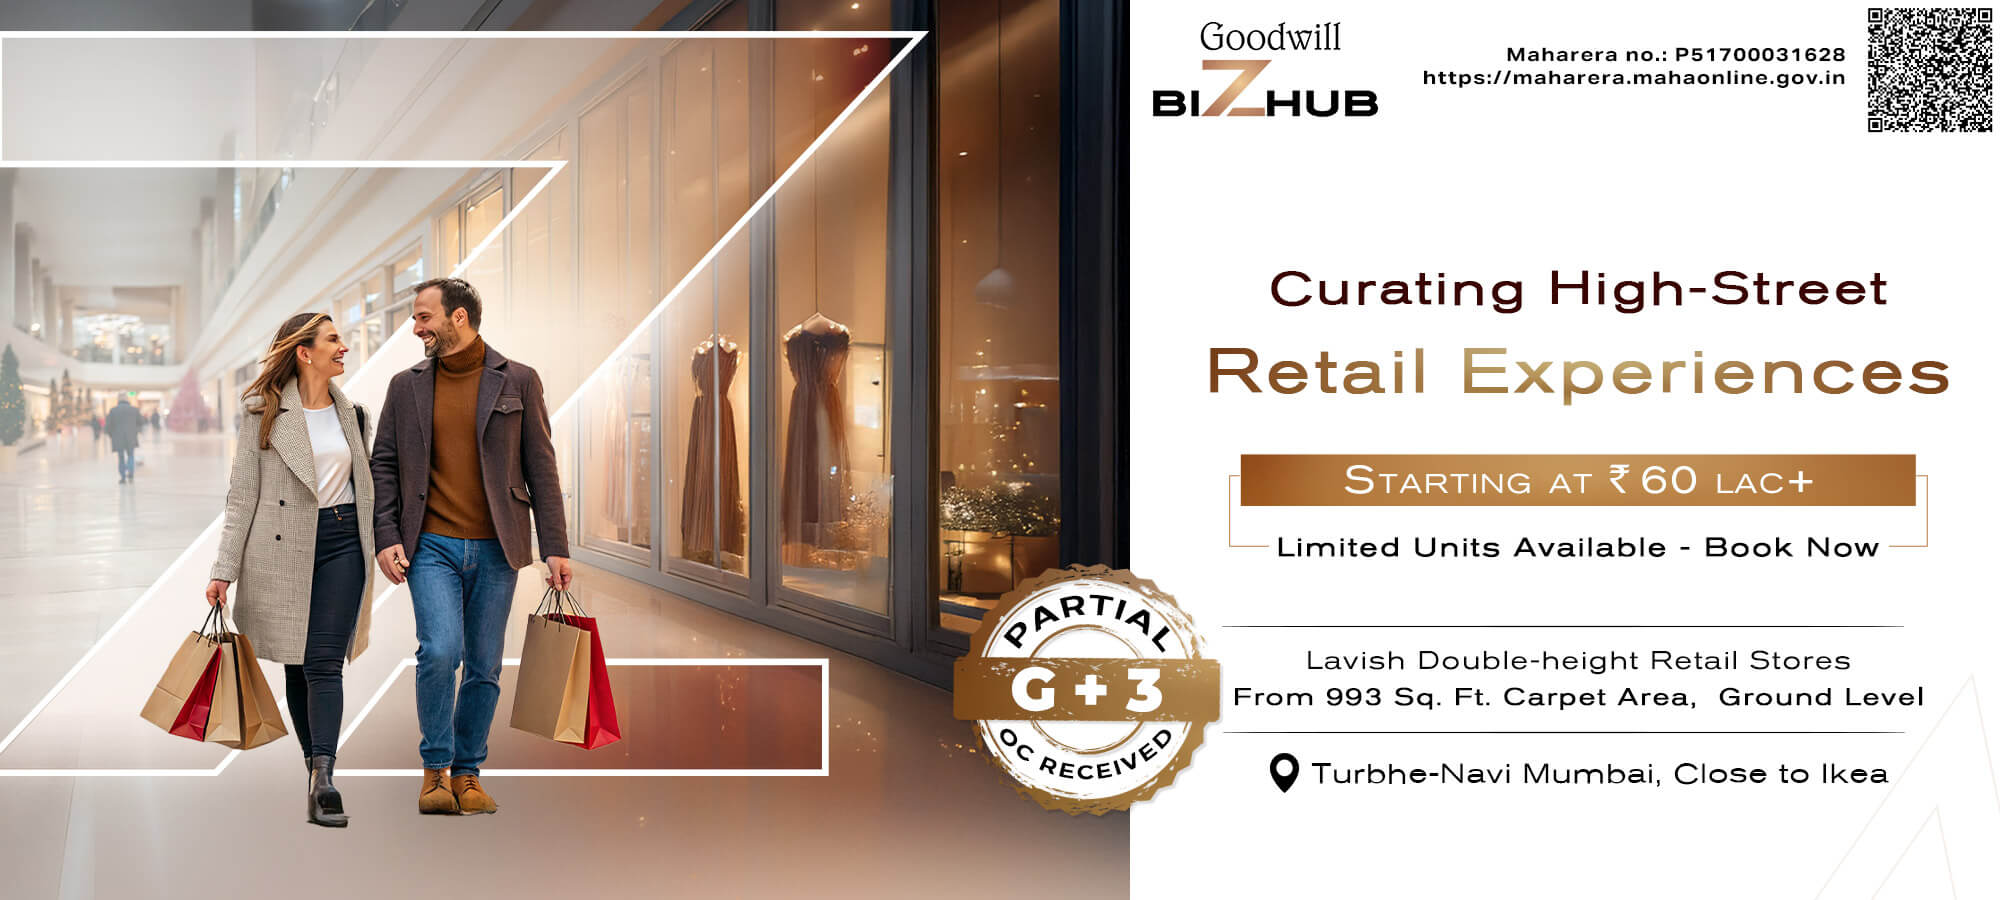 Goodwill
BIZHUB
Maharera no.: P51700031628
https://maharera.mahaonline.gov.in
Curating High-Street
Retail Experiences
STARTING AT ₹ 60 LAC+
Limited Units Available - Book Now
PARTIAL
G + 3
OC RECEIVED
Lavish Double-height Retail Stores
From 993 Sq. Ft. Carpet Area, Ground Level
Turbhe-Navi Mumbai, Close to Ikea